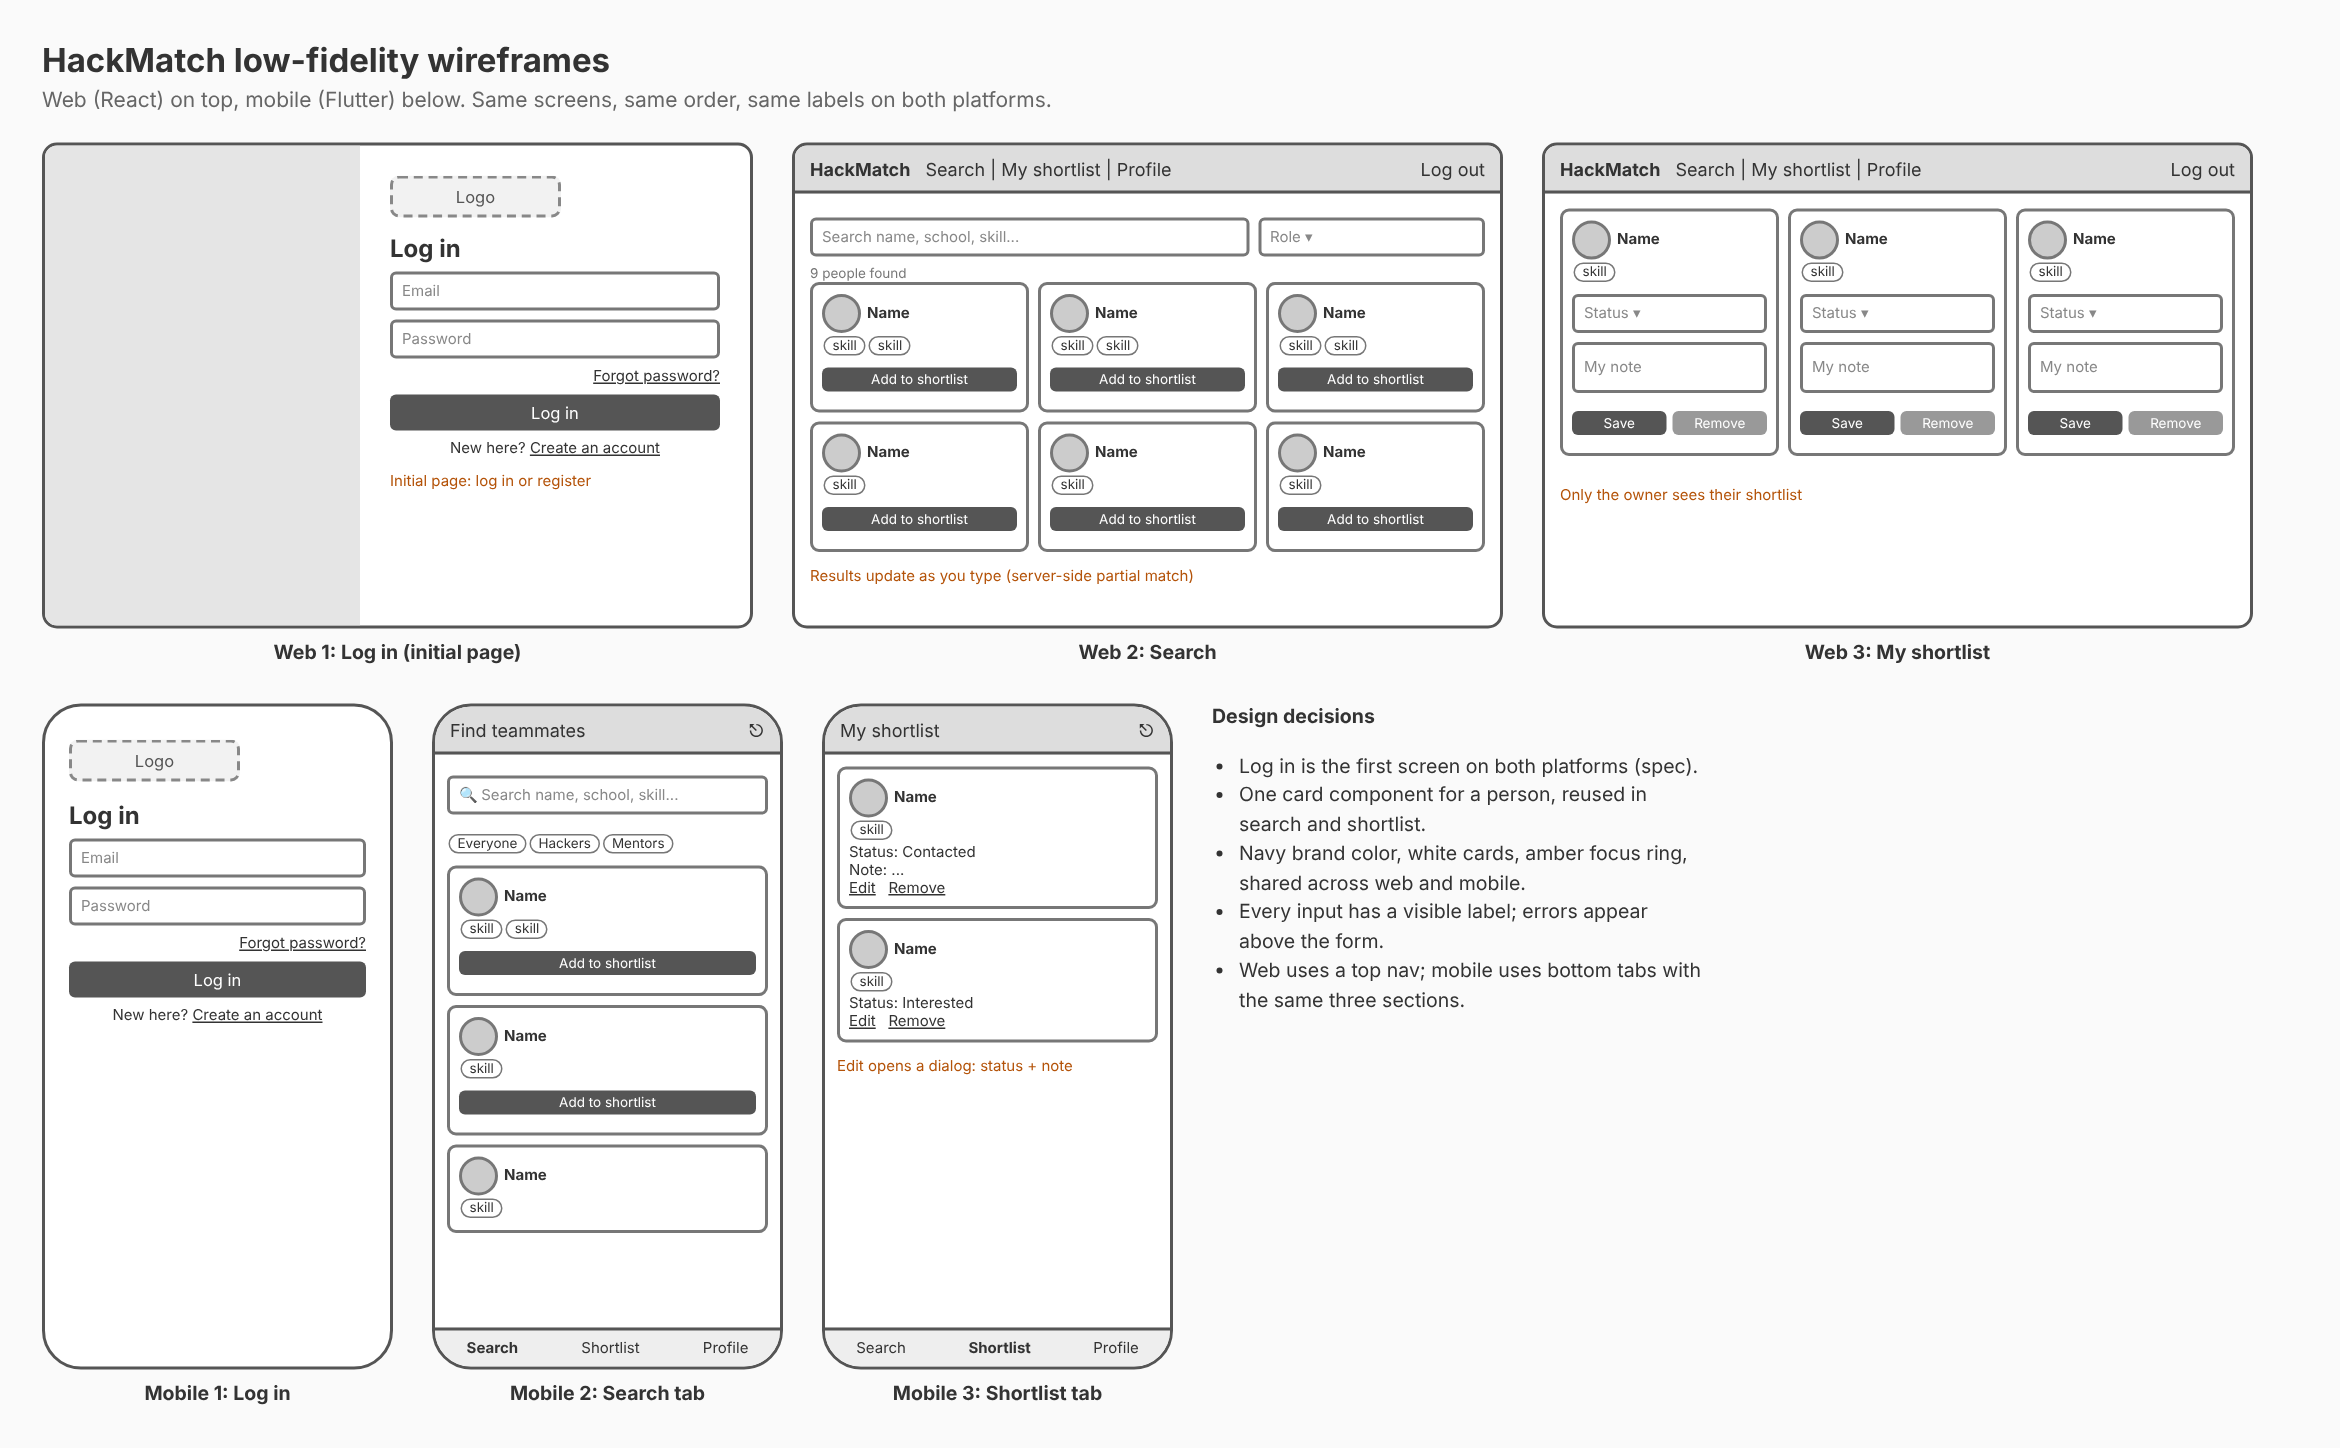 HackMatch low-fidelity wireframes
Web (React) on top, mobile (Flutter) below. Same screens, same order, same labels on both platforms.
Logo
Log in
Email
Password
Forgot password?
Log in
New here? Create an account
Initial page: log in or register
Web 1: Log in (initial page)
HackMatch Search | My shortlist | Profile Log out
Search name, school, skill... Role ▾
9 people found
Name Name Name
skill skill skill skill skill skill
Add to shortlist Add to shortlist Add to shortlist
Name Name Name
skill skill skill
Add to shortlist Add to shortlist Add to shortlist
Results update as you type (server-side partial match)
Web 2: Search
HackMatch Search | My shortlist | Profile Log out
Name Name Name
skill skill skill
Status ▾ Status ▾ Status ▾
My note My note My note
Save Remove Save Remove Save Remove
Only the owner sees their shortlist
Web 3: My shortlist
Logo
Log in
Email
Password
Forgot password?
Log in
New here? Create an account
Mobile 1: Log in
Find teammates
🔍 Search name, school, skill...
Everyone Hackers Mentors
Name
skill skill
Add to shortlist
Name
skill
Add to shortlist
Name
skill
Search Shortlist Profile
Mobile 2: Search tab
My shortlist
Name
skill
Status: Contacted
Note: ...
Edit Remove
Name
skill
Status: Interested
Edit Remove
Edit opens a dialog: status + note
Search Shortlist Profile
Mobile 3: Shortlist tab
Design decisions
• Log in is the first screen on both platforms (spec).
• One card component for a person, reused in
search and shortlist.
• Navy brand color, white cards, amber focus ring,
shared across web and mobile.
• Every input has a visible label; errors appear
above the form.
• Web uses a top nav; mobile uses bottom tabs with
the same three sections.